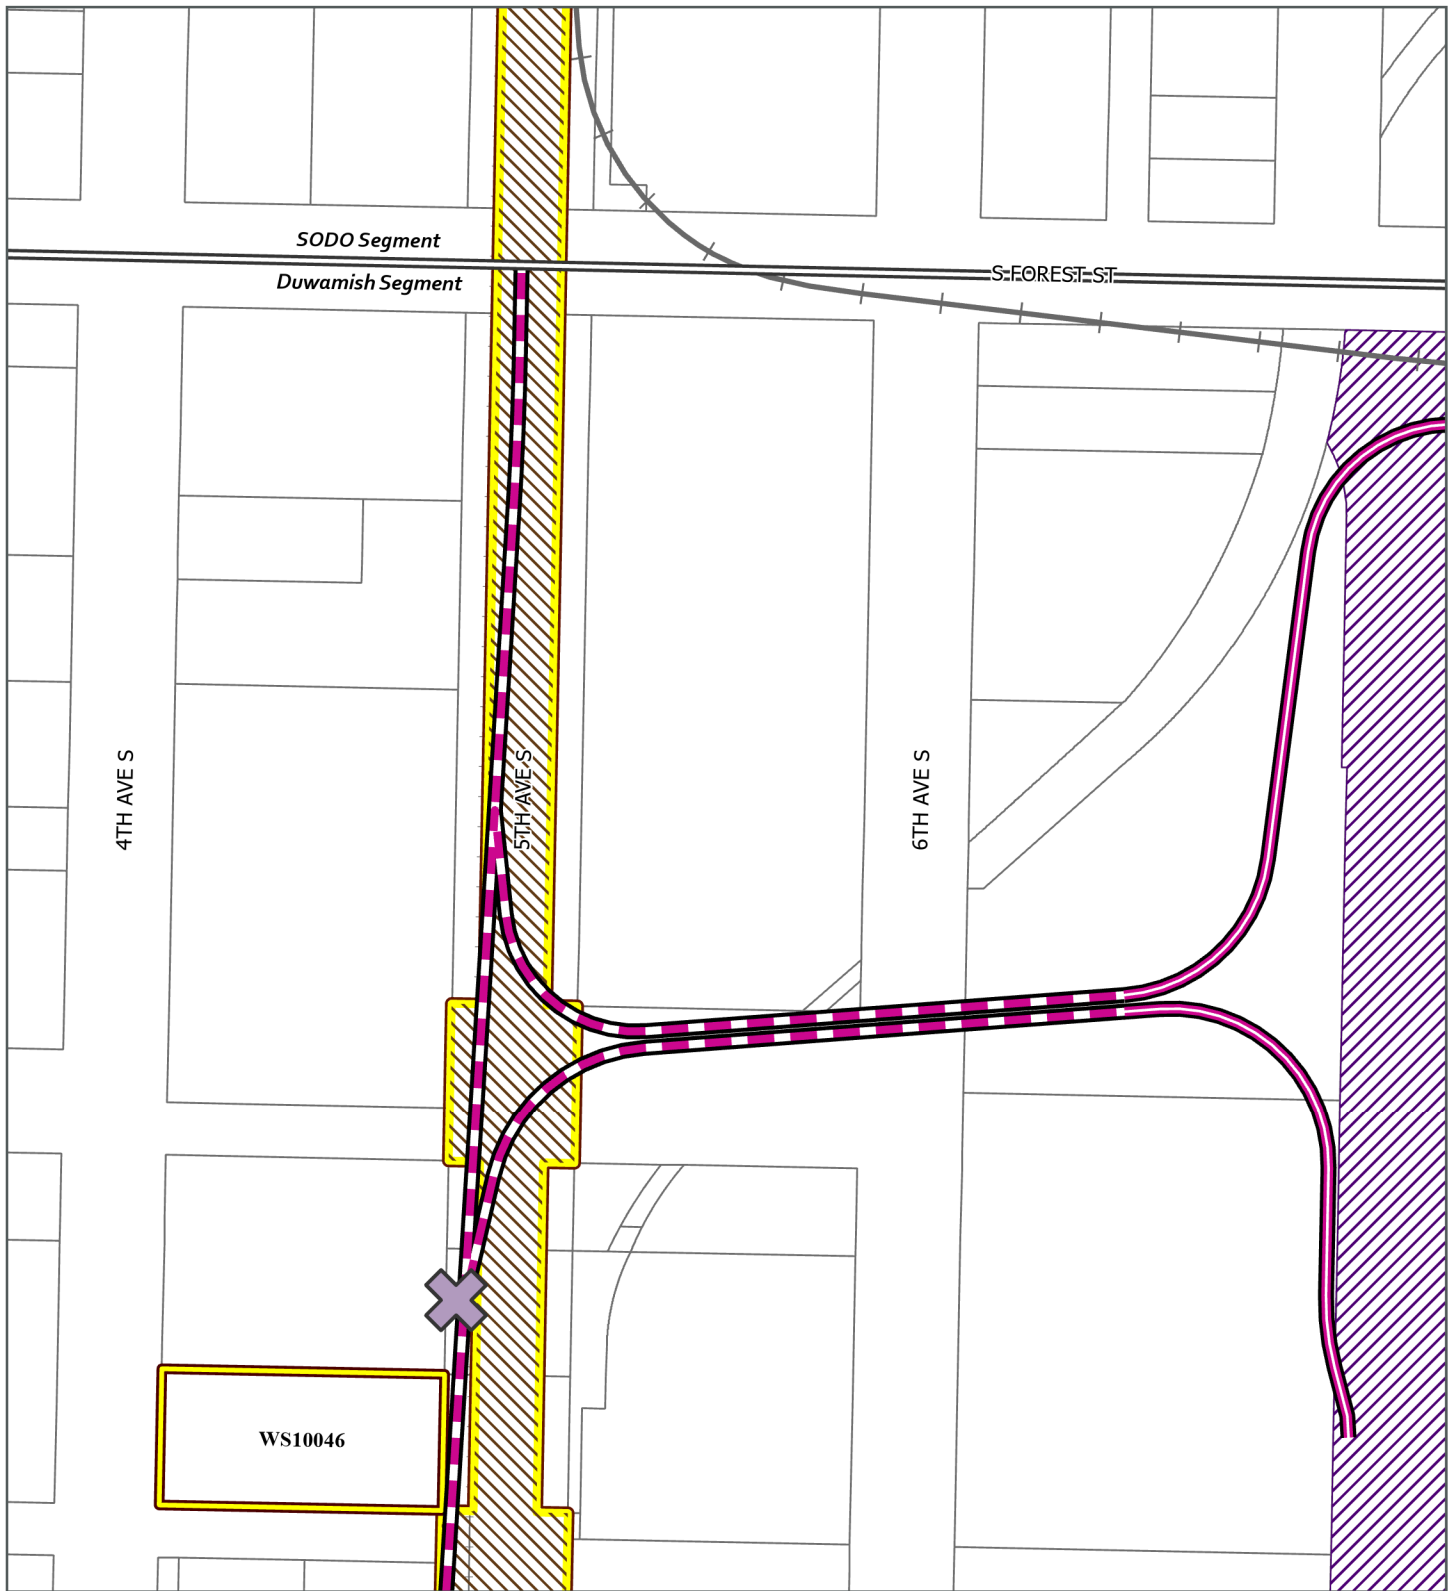 SODO Segment
S FOREST ST
Duwamish Segment
4TH AVE S
5TH AVE S
6TH AVE S
WS10046